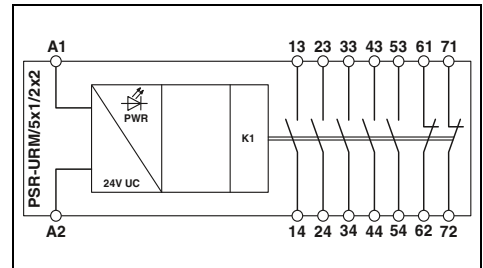 A1 13 23 33 43 53 61 71
PSR-URM/5x1/2x2
PWR
K1
24V UC
A2 14 24 34 44 54 62 72